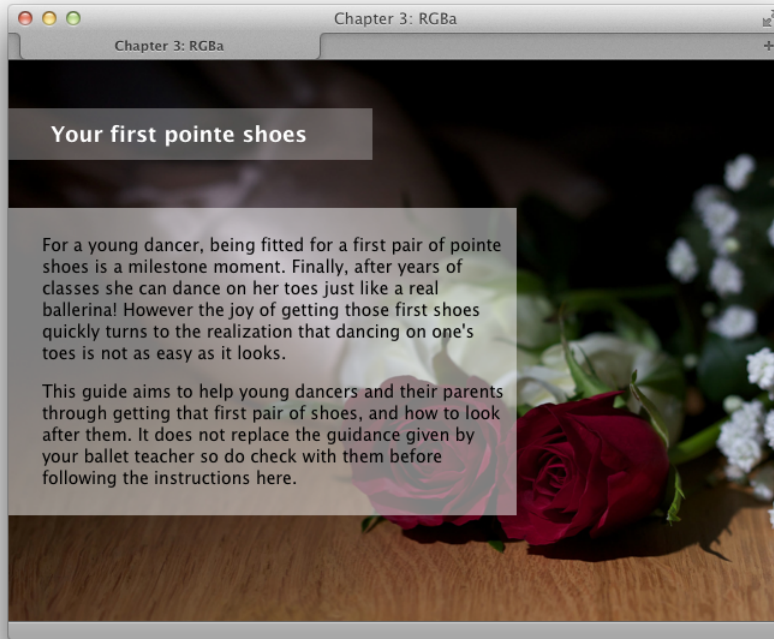 Chapter 3: RGBa
Chapter 3: RGBa
Your first pointe shoes
For a young dancer, being fitted for a first pair of pointe
shoes is a milestone moment. Finally, after years of
classes she can dance on her toes just like a real
ballerina! However the joy of getting those first shoes
quickly turns to the realization that dancing on one's
toes is not as easy as it looks.
This guide aims to help young dancers and their parents
through getting that first pair of shoes, and how to look
after them. It does not replace the guidance given by
your ballet teacher so do check with them before
following the instructions here.